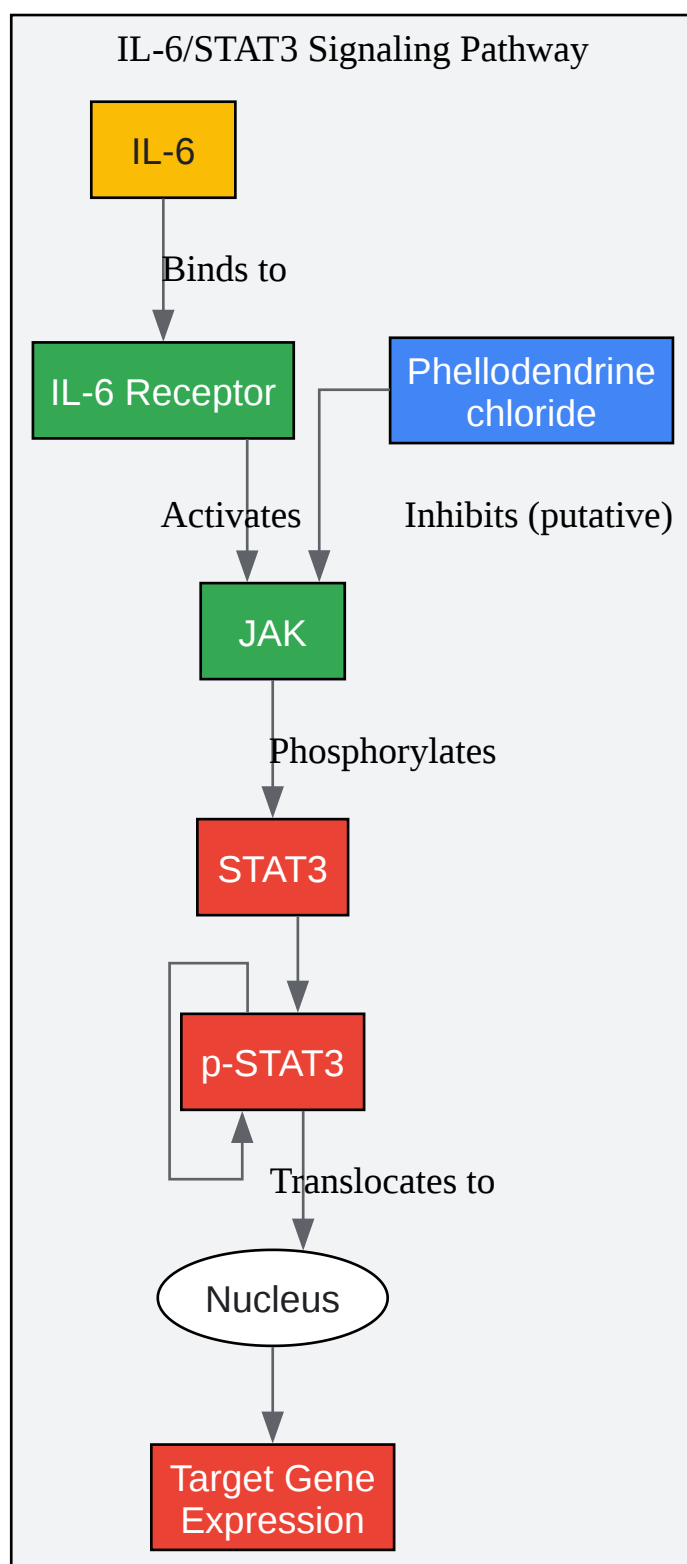 IL-6/STAT3 Signaling Pathway
IL-6
Binds to
IL-6 Receptor
Phellodendrine
chloride
Activates
Inhibits (putative)
JAK
Phosphorylates
STAT3
p-STAT3
Translocates to
Nucleus
Target Gene
Expression